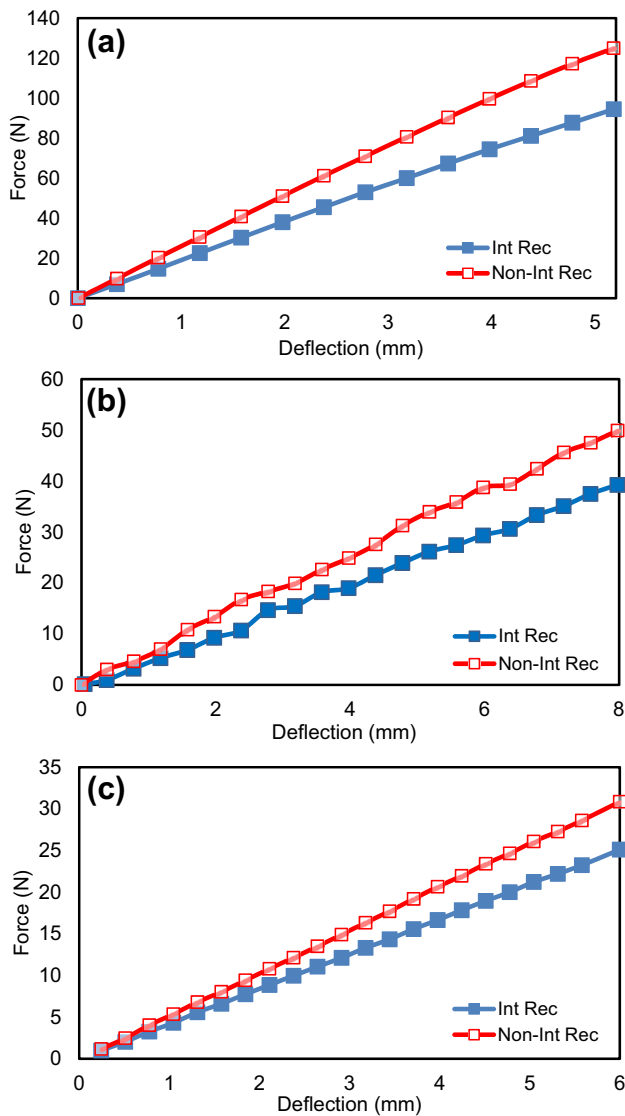 (a)
140
120
100
80
60
40
20
0
Force (N)
Int Rec
Non-Int Rec
0 1 2 3 4 5
Deflection (mm)
(b)
60
50
40
30
20
10
0
Force (N)
Int Rec
Non-Int Rec
0 2 4 6 8
Deflection (mm)
(c)
35
30
25
20
15
10
5
0
Force (N)
Int Rec
Non-Int Rec
0 1 2 3 4 5 6
Deflection (mm)